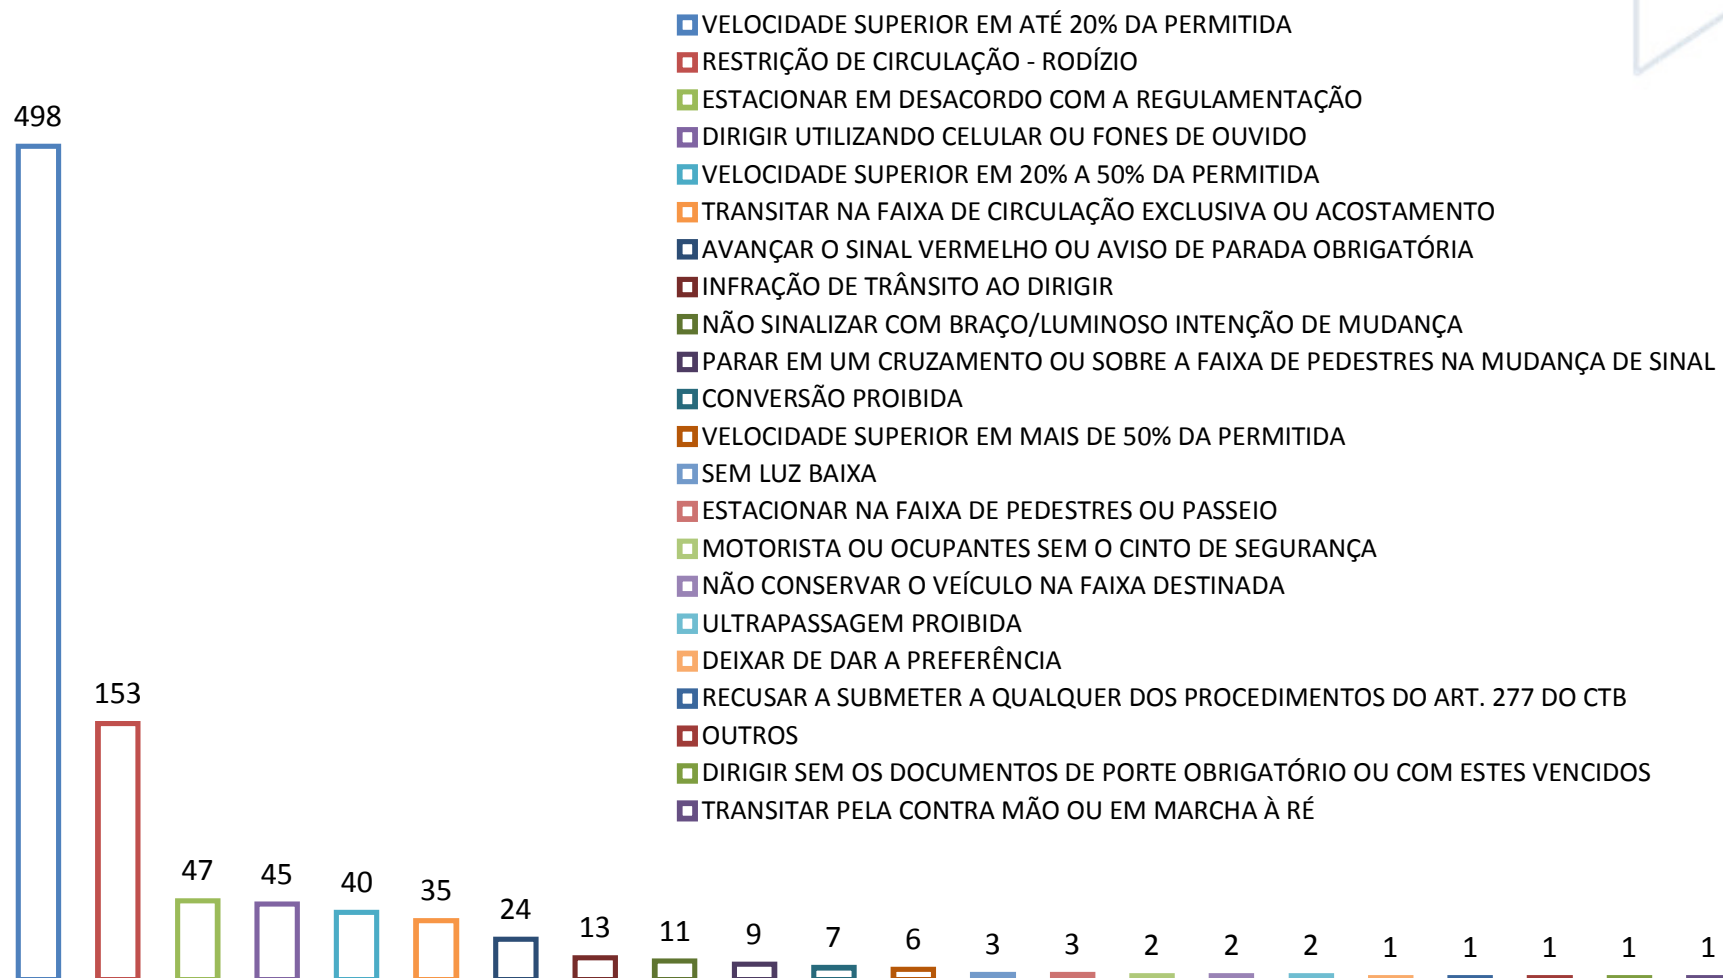 VELOCIDADE SUPERIOR EM ATÉ 20% DA PERMITIDA
RESTRIÇÃO DE CIRCULAÇÃO - RODÍZIO
ESTACIONAR EM DESACORDO COM A REGULAMENTAÇÃO
DIRIGIR UTILIZANDO CELULAR OU FONES DE OUVIDO
VELOCIDADE SUPERIOR EM 20% A 50% DA PERMITIDA
TRANSITAR NA FAIXA DE CIRCULAÇÃO EXCLUSIVA OU ACOSTAMENTO
AVANÇAR O SINAL VERMELHO OU AVISO DE PARADA OBRIGATÓRIA
INFRAÇÃO DE TRÂNSITO AO DIRIGIR
NÃO SINALIZAR COM BRAÇO/LUMINOSO INTENÇÃO DE MUDANÇA
PARAR EM UM CRUZAMENTO OU SOBRE A FAIXA DE PEDESTRES NA MUDANÇA DE SINAL
CONVERSÃO PROIBIDA
VELOCIDADE SUPERIOR EM MAIS DE 50% DA PERMITIDA
SEM LUZ BAIXA
ESTACIONAR NA FAIXA DE PEDESTRES OU PASSEIO
MOTORISTA OU OCUPANTES SEM O CINTO DE SEGURANÇA
NÃO CONSERVAR O VEÍCULO NA FAIXA DESTINADA
ULTRAPASSAGEM PROIBIDA
DEIXAR DE DAR A PREFERÊNCIA
RECUSAR A SUBMETER A QUALQUER DOS PROCEDIMENTOS DO ART. 277 DO CTB
OUTROS
DIRIGIR SEM OS DOCUMENTOS DE PORTE OBRIGATÓRIO OU COM ESTES VENCIDOS
TRANSITAR PELA CONTRA MÃO OU EM MARCHA À RÉ
498
153
47 45 40 35 24 13 11 9 7 6 3 3 2 2 2 1 1 1 1 1